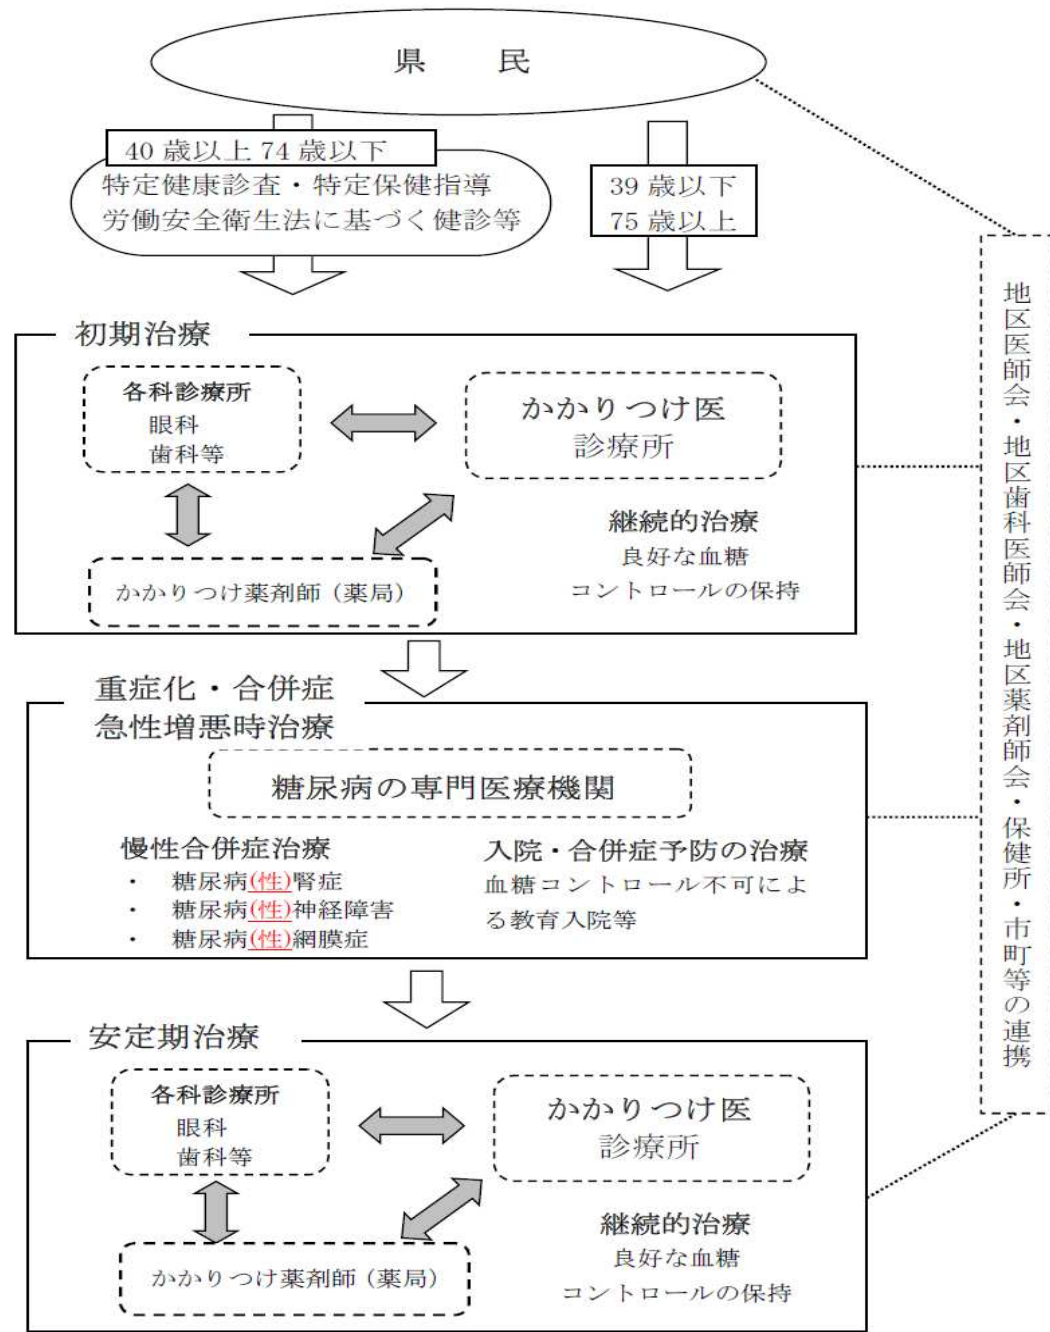 県　　民
40 歳以上 74 歳以下
特定健康診査・特定保健指導
労働安全衛生法に基づく健診等
39 歳以下
75 歳以上
初期治療
各科診療所
眼科
歯科等
かかりつけ医
診療所
継続的治療
良好な血糖
コントロールの保持
かかりつけ薬剤師（薬局）
重症化・合併症
急性増悪時治療
糖尿病の専門医療機関
慢性合併症治療
・　糖尿病(性)腎症
・　糖尿病(性)神経障害
・　糖尿病(性)網膜症
入院・合併症予防の治療
血糖コントロール不可によ
る教育入院等
安定期治療
各科診療所
眼科
歯科等
かかりつけ医
診療所
継続的治療
良好な血糖
コントロールの保持
かかりつけ薬剤師（薬局）
地区医師会・地区歯科医師会・地区薬剤師会・保健所・市町等の連携